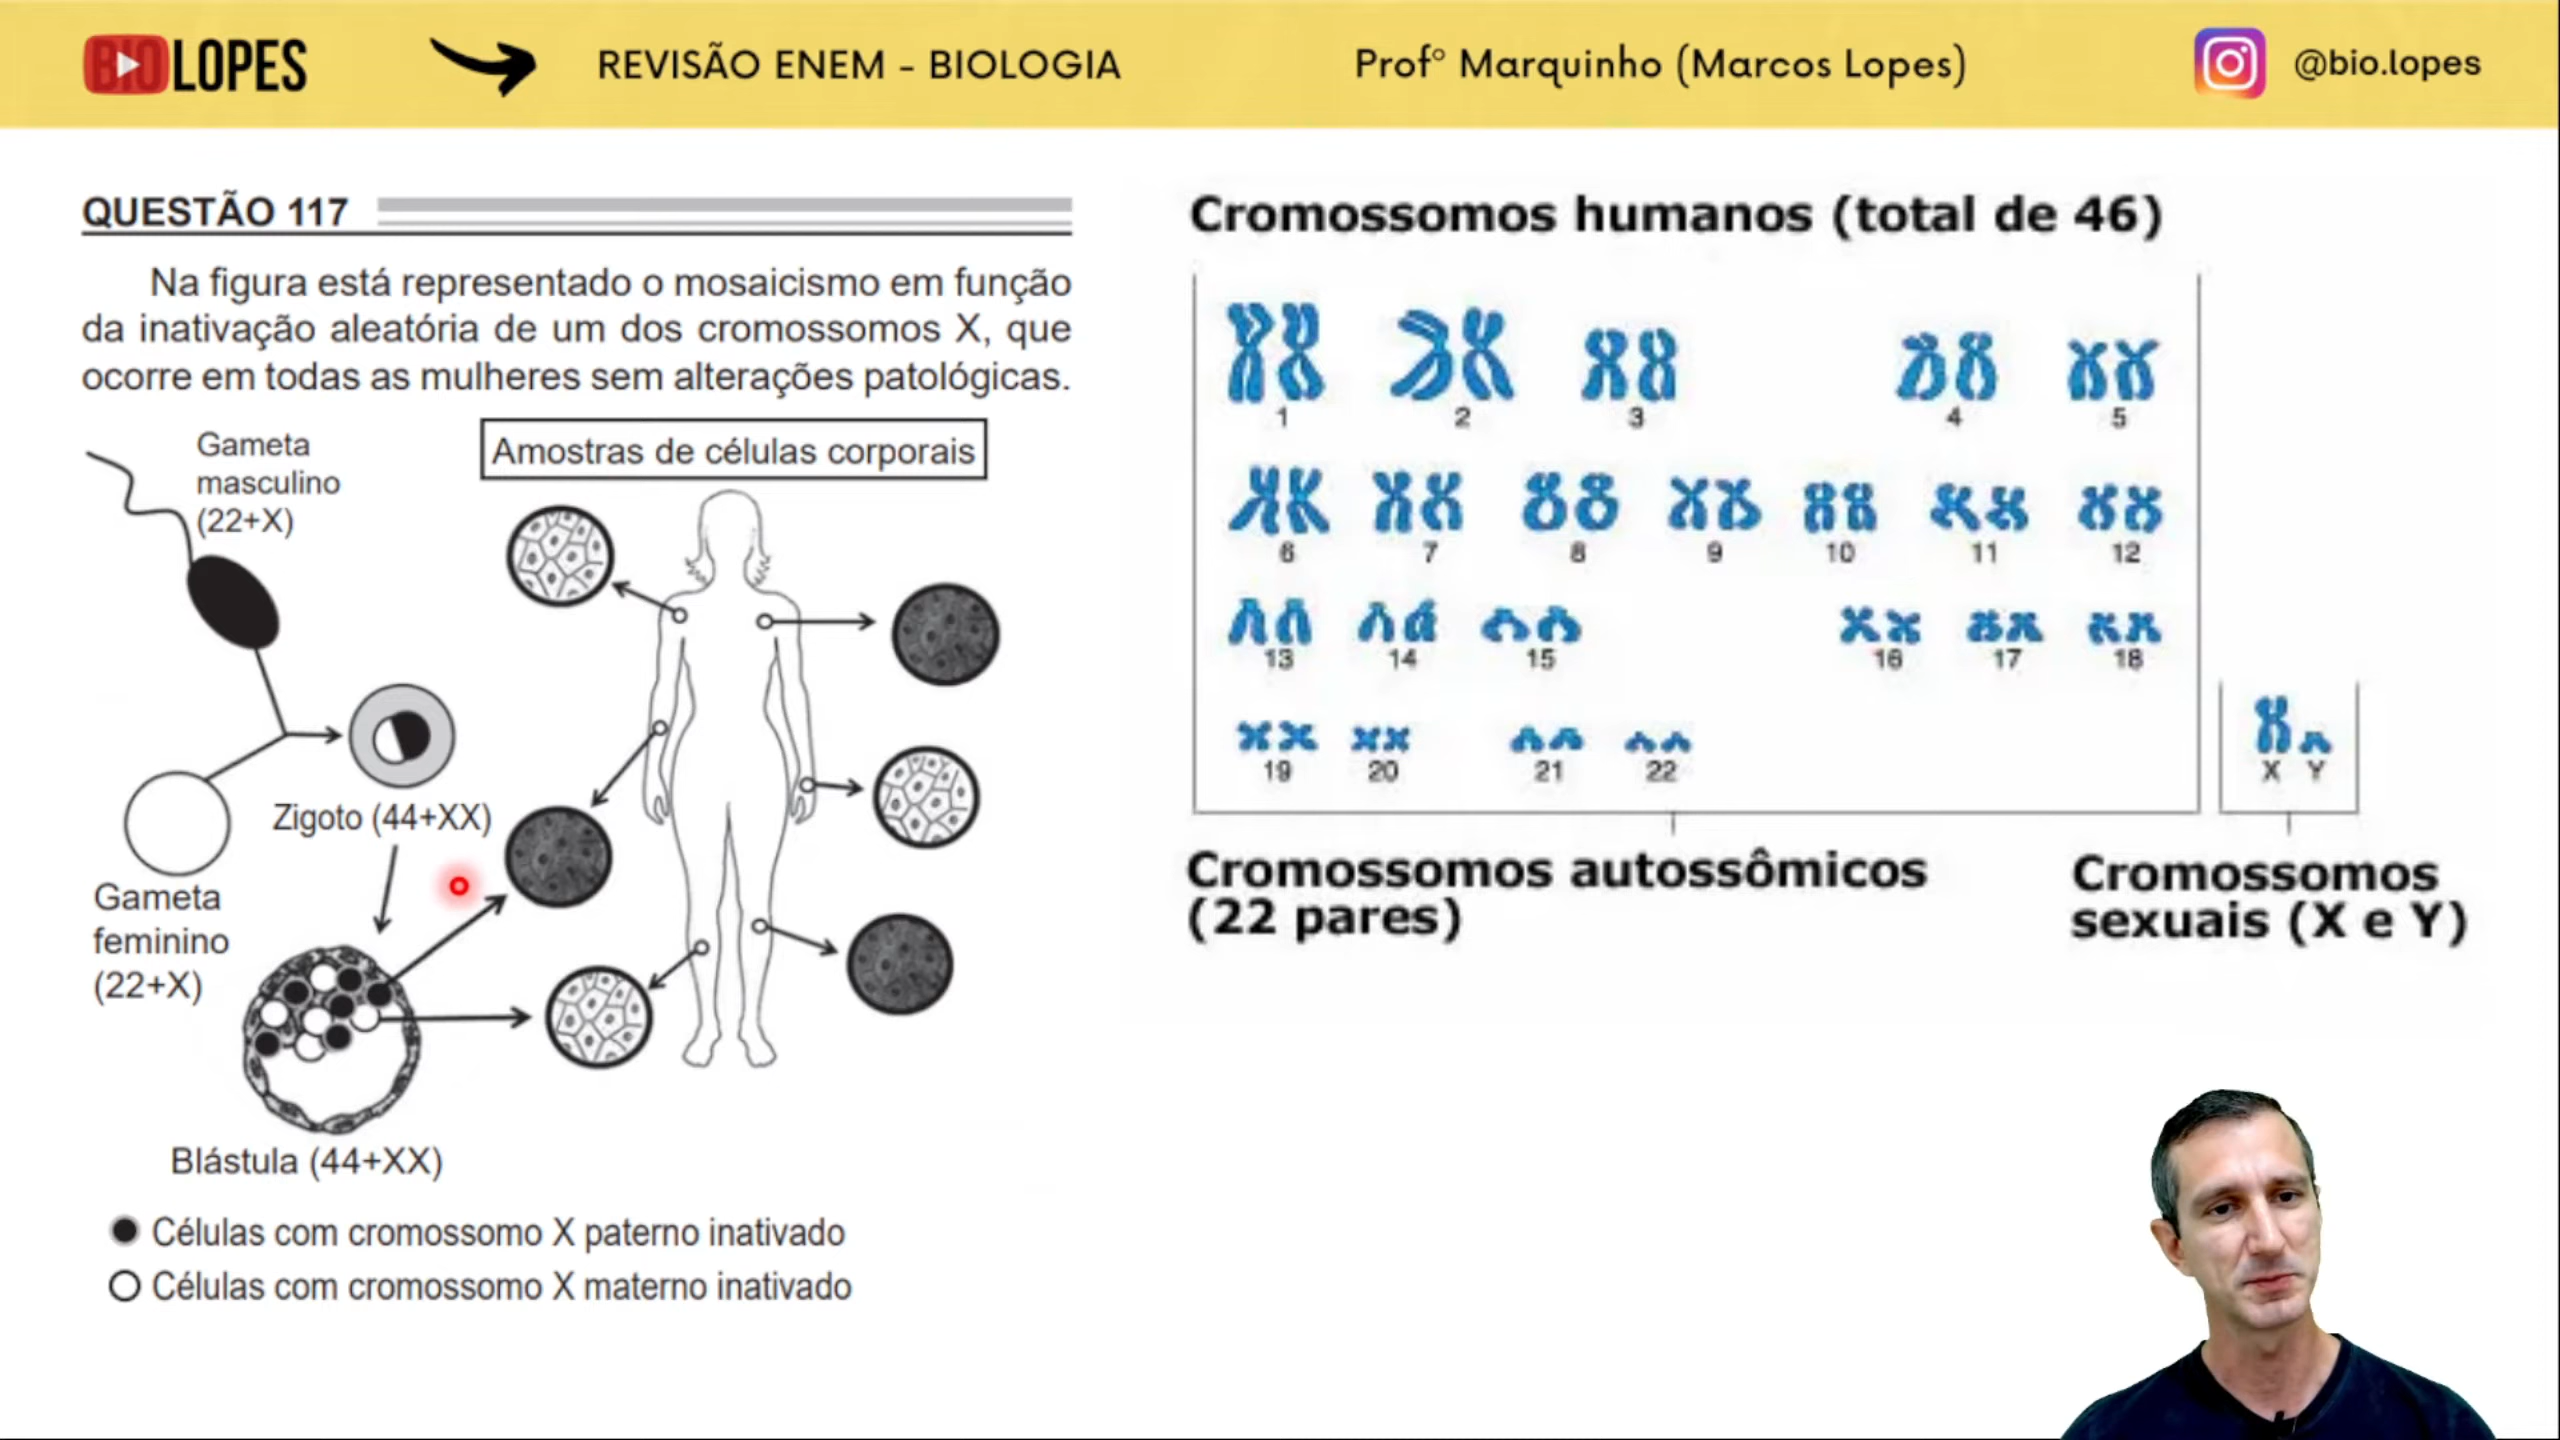 BIOLOPES
REVISÃO ENEM - BIOLOGIA
Prof° Marquinho (Marcos Lopes)
@bio.lopes
QUESTÃO 117
Na figura está representado o mosaicismo em função
da inativação aleatória de um dos cromossomos X, que
ocorre em todas as mulheres sem alterações patológicas.
Gameta
masculino
(22+X)
Amostras de células corporais
Zigoto (44+XX)
Gameta
feminino
(22+X)
Blástula (44+XX)
Células com cromossomo X paterno inativado
Células com cromossomo X materno inativado
Cromossomos humanos (total de 46)
1 2 3 4 5
6 7 8 9 10 11 12
13 14 15 16 17 18
19 20 21 22
X Y
Cromossomos autossômicos
(22 pares)
Cromossomos
sexuais (X e Y)